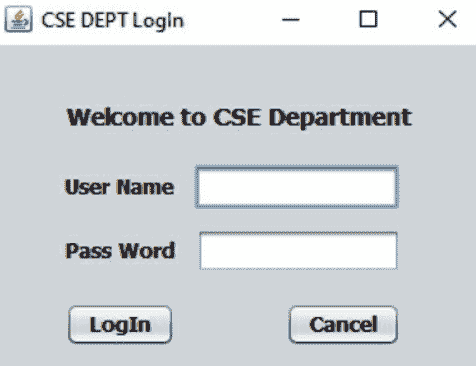 CSE DEPT LogIn
Welcome to CSE Department
User Name
Pass Word
LogIn
Cancel